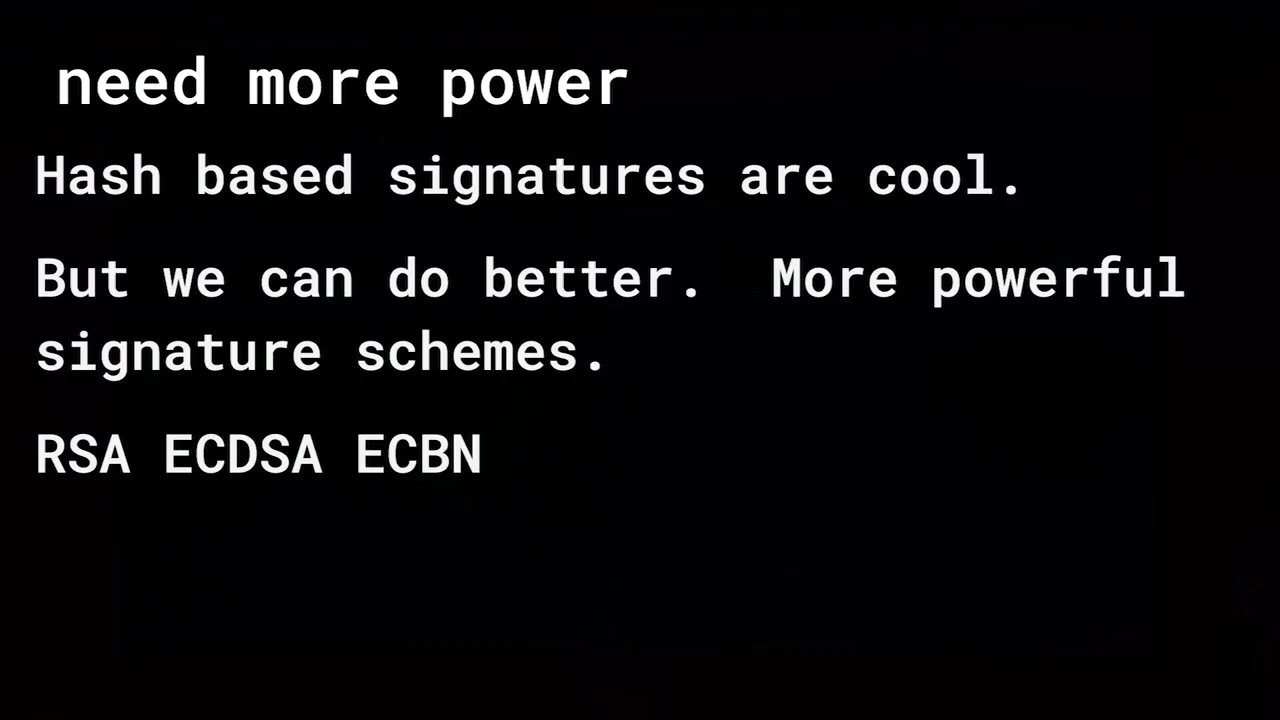 need more power
Hash based signatures are cool.
But we can do better.  More powerful
signature schemes.
RSA ECDSA ECBN